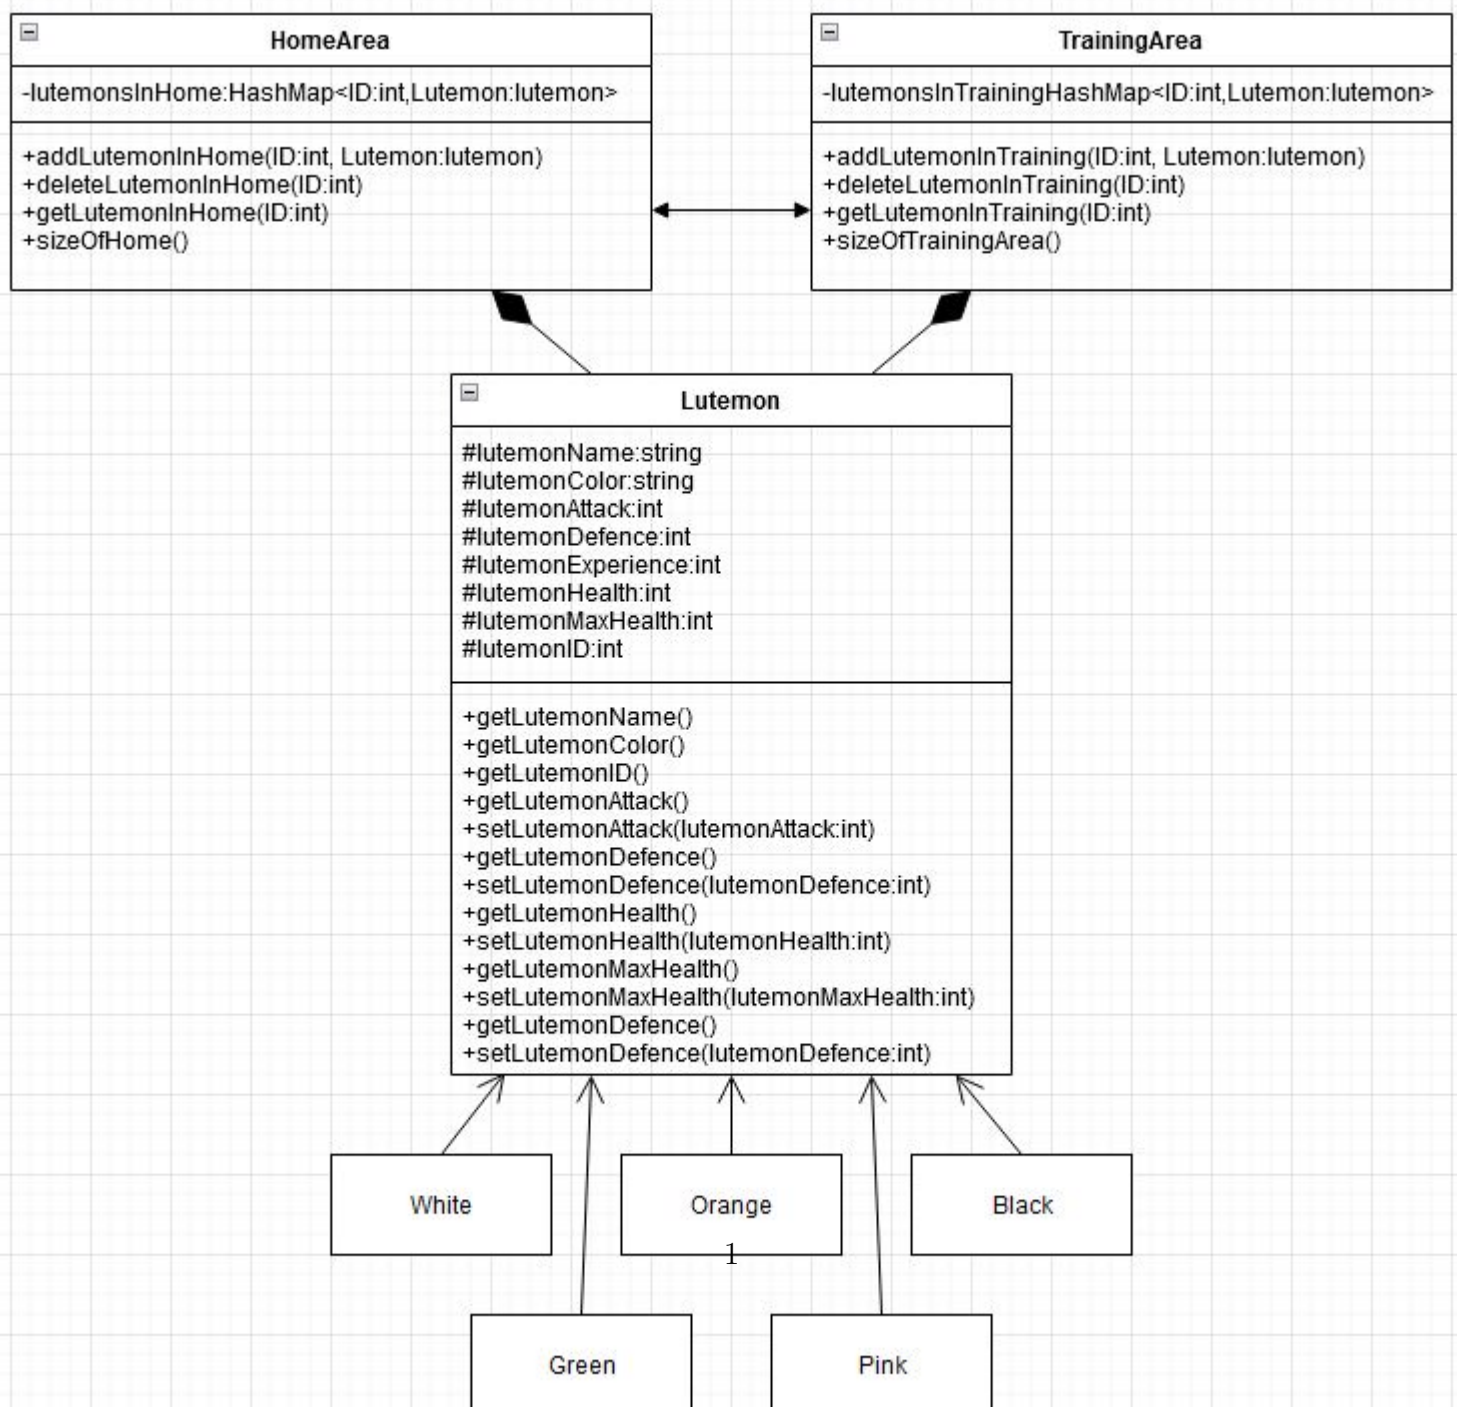 HomeArea
-lutemonsInHome:HashMap<ID:int,Lutemon:lutemon>
+addLutemonInHome(ID:int, Lutemon:lutemon)
+deleteLutemonInHome(ID:int)
+getLutemonInHome(ID:int)
+sizeOfHome()
TrainingArea
-lutemonsInTrainingHashMap<ID:int,Lutemon:lutemon>
+addLutemonInTraining(ID:int, Lutemon:lutemon)
+deleteLutemonInTraining(ID:int)
+getLutemonInTraining(ID:int)
+sizeOfTrainingArea()
Lutemon
#lutemonName:string
#lutemonColor:string
#lutemonAttack:int
#lutemonDefence:int
#lutemonExperience:int
#lutemonHealth:int
#lutemonMaxHealth:int
#lutemonID:int
+getLutemonName()
+getLutemonColor()
+getLutemonID()
+getLutemonAttack()
+setLutemonAttack(lutemonAttack:int)
+getLutemonDefence()
+setLutemonDefence(lutemonDefence:int)
+getLutemonHealth()
+setLutemonHealth(lutemonHealth:int)
+getLutemonMaxHealth()
+setLutemonMaxHealth(lutemonMaxHealth:int)
+getLutemonDefence()
+setLutemonDefence(lutemonDefence:int)
White
Orange
Black
1
Green
Pink